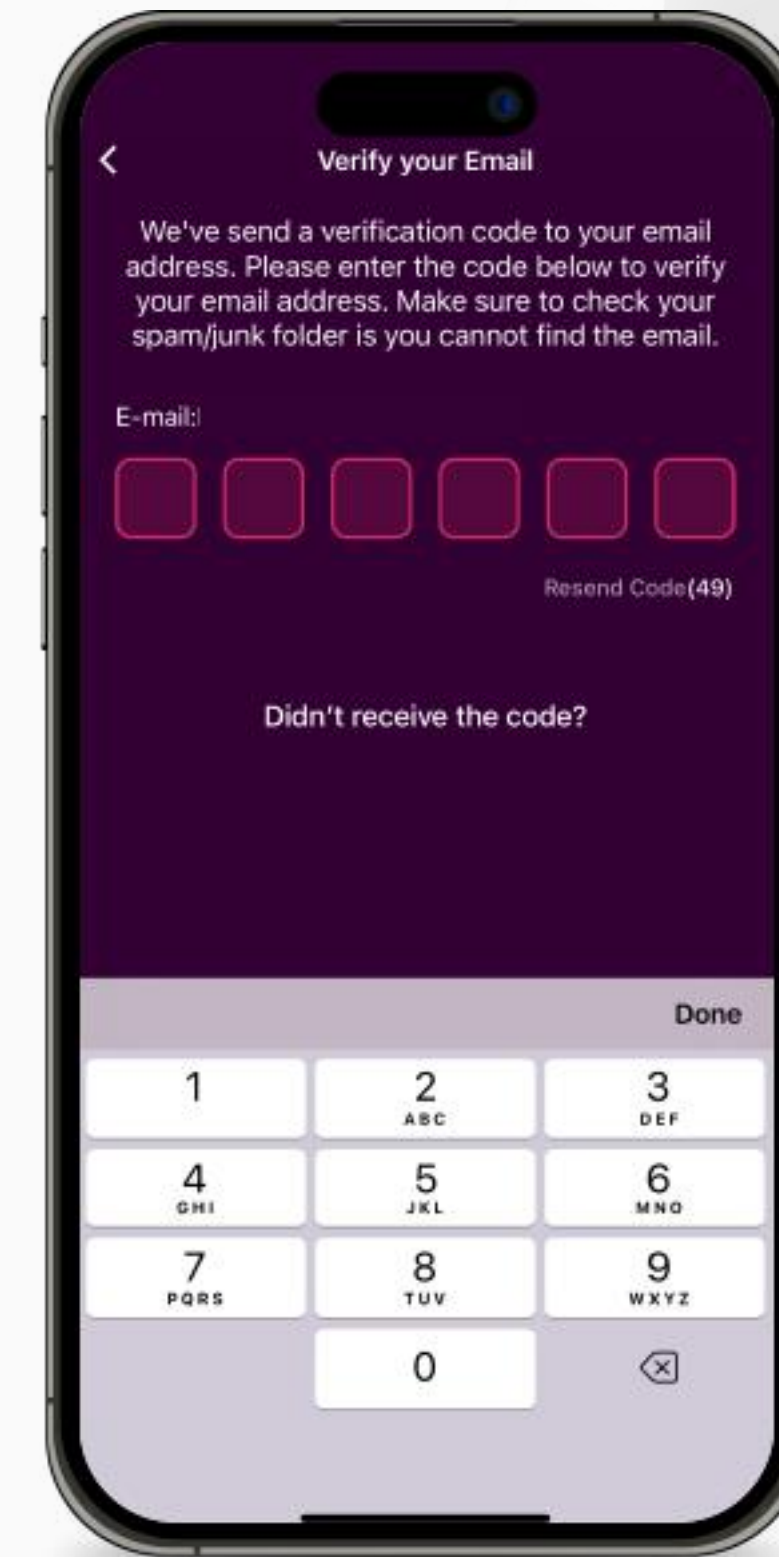 Verify your Email
We've send a verification code to your email
address. Please enter the code below to verify
your email address. Make sure to check your
spam/junk folder is you cannot find the email.
E-mail:
Resend Code(49)
Didn't receive the code?
Done
1 2 3
ABC DEF
4 5 6
GHI JKL MNO
7 8 9
PQRS TUV WXYZ
0